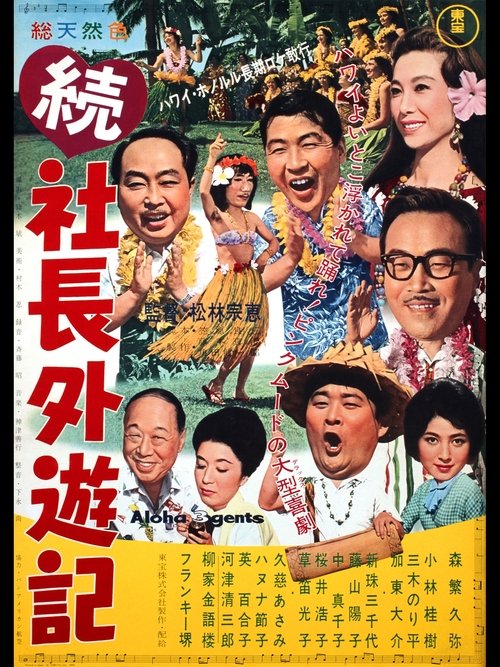 総天然色
東宝
続
社長外遊記
ハワイ・ホノルル長期ロケ敢行
ハワイよいとこ浮かれて踊れ!ピンクムードの大型喜劇
監督・松林宗恵
Aloha
森繁久弥
小林桂樹
三木のり平
加東大介
新珠三千代
藤山陽子
中真千子
桜井浩子
草笛光子
久慈あさみ
ハヌナ節子
英百合子
河津清三郎
柳家金語楼
フランキー堺
東宝株式会社製作・配給